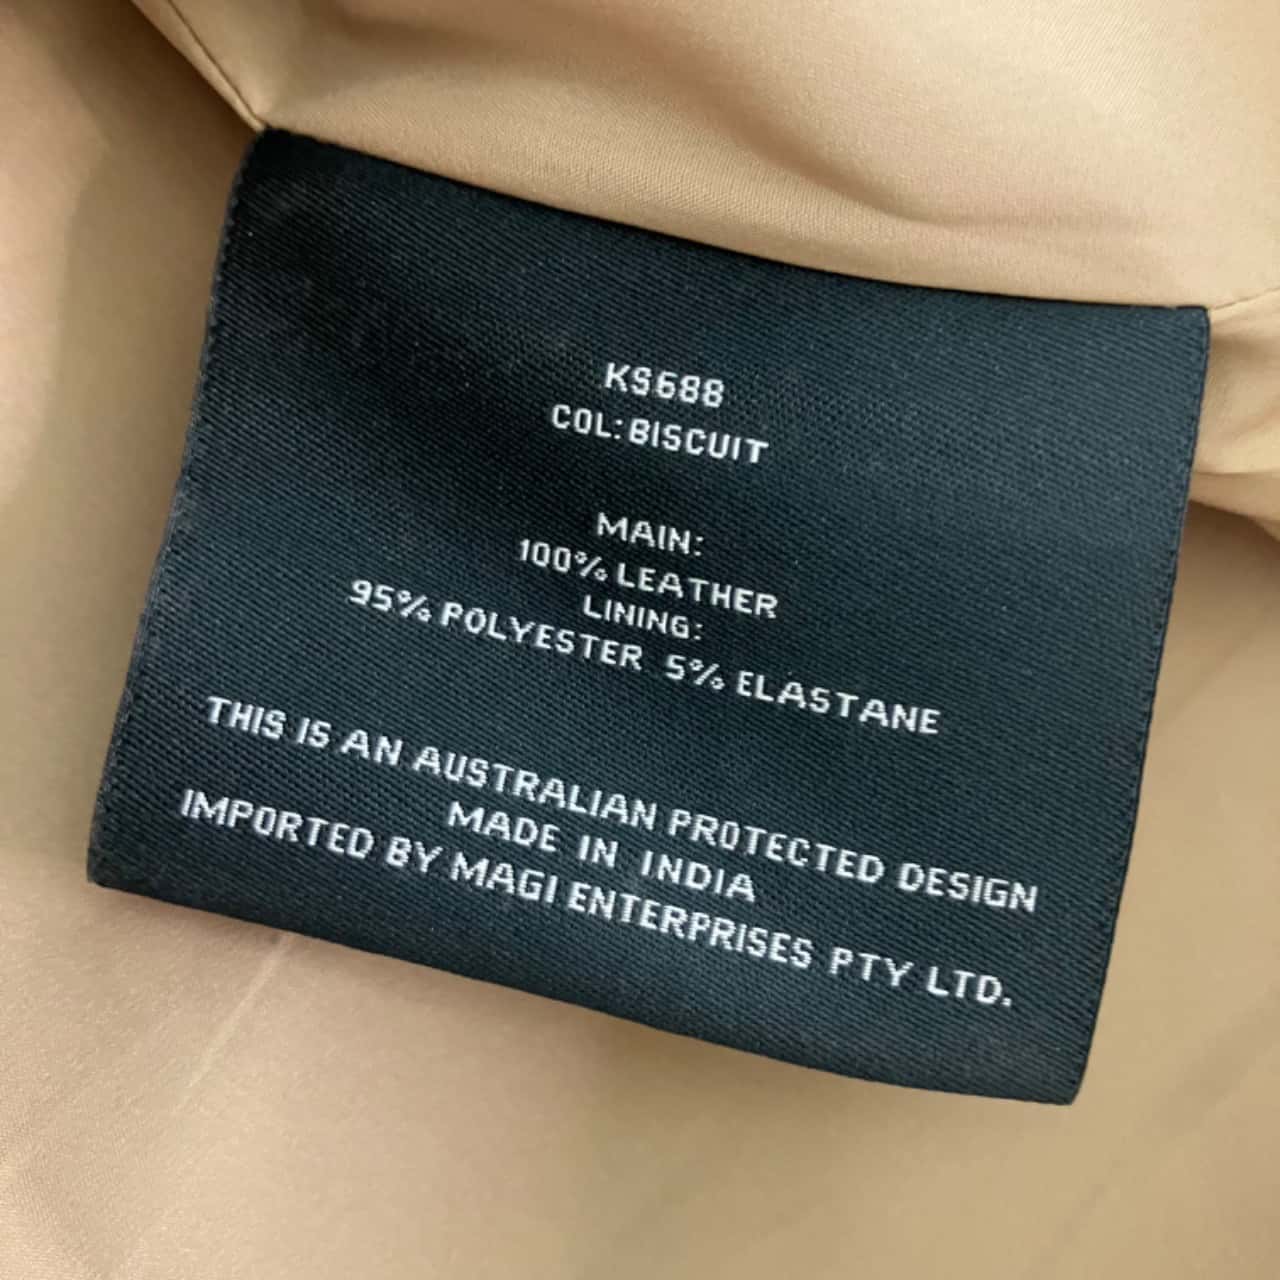 KS688
COL:BISCUIT
MAIN:
100% LEATHER
LINING:
95% POLYESTER 5% ELASTANE
THIS IS AN AUSTRALIAN PROTECTED DESIGN
MADE IN INDIA
IMPORTED BY MAGI ENTERPRISES PTY LTD.